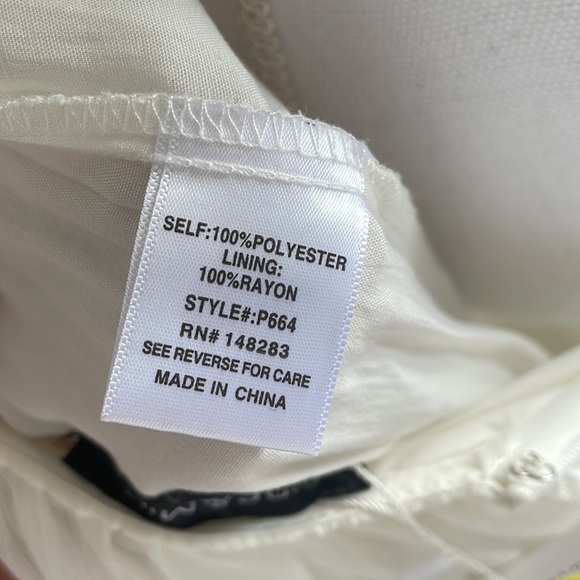 SELF:100%POLYESTER
LINING:
100%RAYON
STYLE#:P664
RN# 148283
SEE REVERSE FOR CARE
MADE IN CHINA